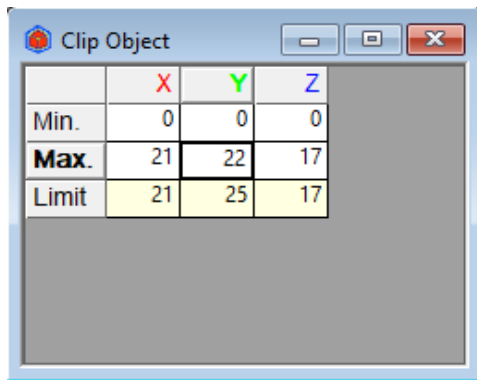 Clip Object
X Y Z
Min. 0 0 0
Max. 21 22 17
Limit 21 25 17